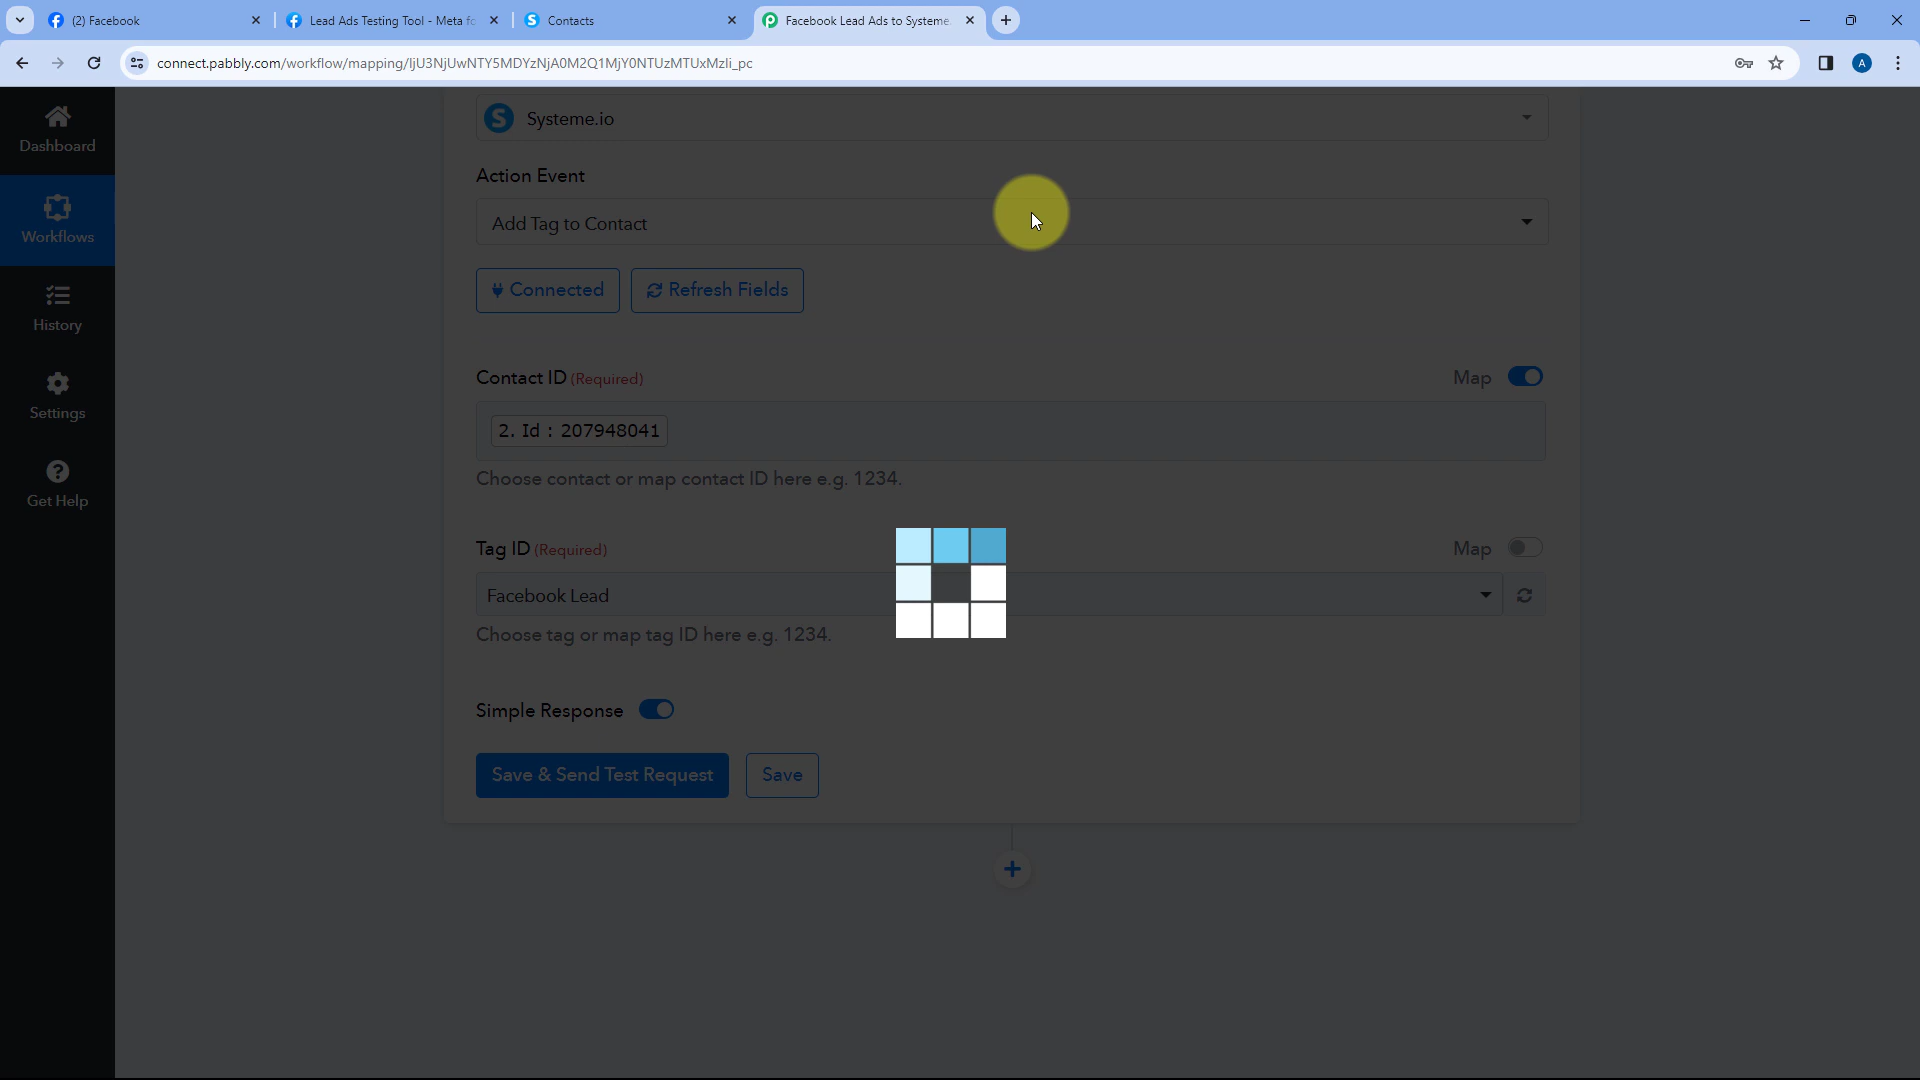 (2) Facebook
Lead Ads Testing Tool - Meta fo
Contacts
Facebook Lead Ads to Systeme.
connect.pabbly.com/workflow/mapping/IjU3NjUwNTY5MDYzNjA0M2Q1MjY0NTUzMTUxMzIi_pc
A
Dashboard
Workflows
History
Settings
Get Help
S Systeme.io
Action Event
Add Tag to Contact
Connected
Refresh Fields
Contact ID (Required)
Map
2. Id : 207948041
Choose contact or map contact ID here e.g. 1234.
Tag ID (Required)
Map
Facebook Lead
Choose tag or map tag ID here e.g. 1234.
Simple Response
Save & Send Test Request
Save